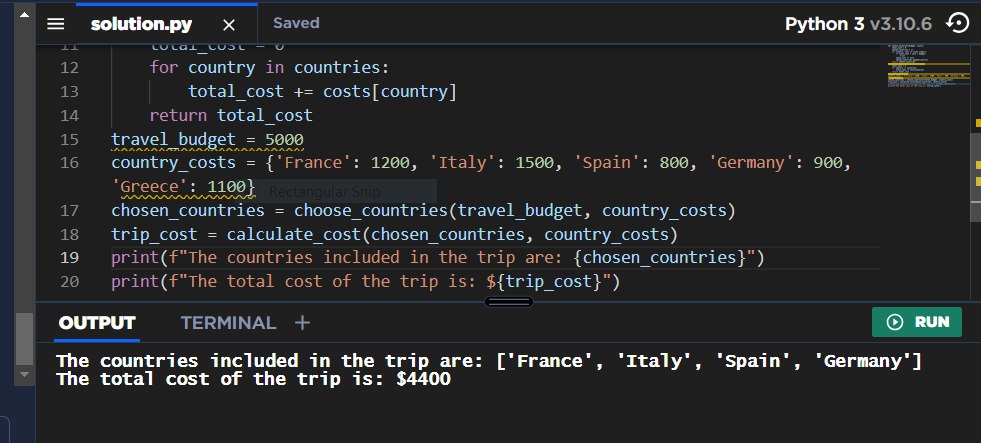 solution.py
Saved
Python 3 v3.10.6
11 total_cost = 0
12 for country in countries:
13 total_cost += costs[country]
14 return total_cost
15 travel_budget = 5000
16 country_costs = {'France': 1200, 'Italy': 1500, 'Spain': 800, 'Germany': 900,
'Greece': 1100}
Rectangular Snip
17 chosen_countries = choose_countries(travel_budget, country_costs)
18 trip_cost = calculate_cost(chosen_countries, country_costs)
19 print(f"The countries included in the trip are: {chosen_countries}")
20 print(f"The total cost of the trip is: ${trip_cost}")
OUTPUT
TERMINAL
RUN
The countries included in the trip are: ['France', 'Italy', 'Spain', 'Germany']
The total cost of the trip is: $4400